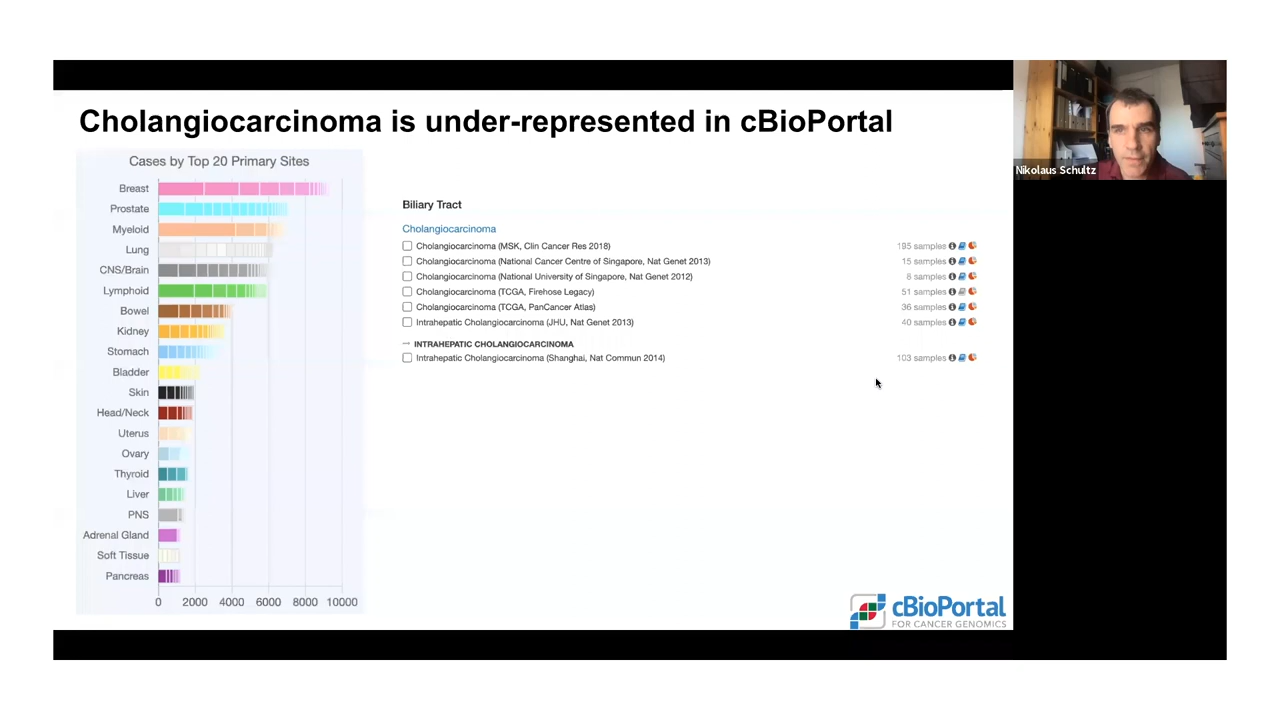 Cholangiocarcinoma is under-represented in cBioPortal
Nikolaus Schultz
Cases by Top 20 Primary Sites
Breast
Prostate
Myeloid
Lung
CNS/Brain
Lymphoid
Bowel
Kidney
Stomach
Bladder
Skin
Head/Neck
Uterus
Ovary
Thyroid
Liver
PNS
Adrenal Gland
Soft Tissue
Pancreas
0 2000 4000 6000 8000 10000
Biliary Tract
Cholangiocarcinoma
Cholangiocarcinoma (MSK, Clin Cancer Res 2018) 195 samples
Cholangiocarcinoma (National Cancer Centre of Singapore, Nat Genet 2013) 15 samples
Cholangiocarcinoma (National University of Singapore, Nat Genet 2012) 8 samples
Cholangiocarcinoma (TCGA, Firehose Legacy) 51 samples
Cholangiocarcinoma (TCGA, PanCancer Atlas) 36 samples
Intrahepatic Cholangiocarcinoma (JHU, Nat Genet 2013) 40 samples
INTRAHEPATIC CHOLANGIOCARCINOMA
Intrahepatic Cholangiocarcinoma (Shanghai, Nat Commun 2014) 103 samples
cBioPortal
FOR CANCER GENOMICS